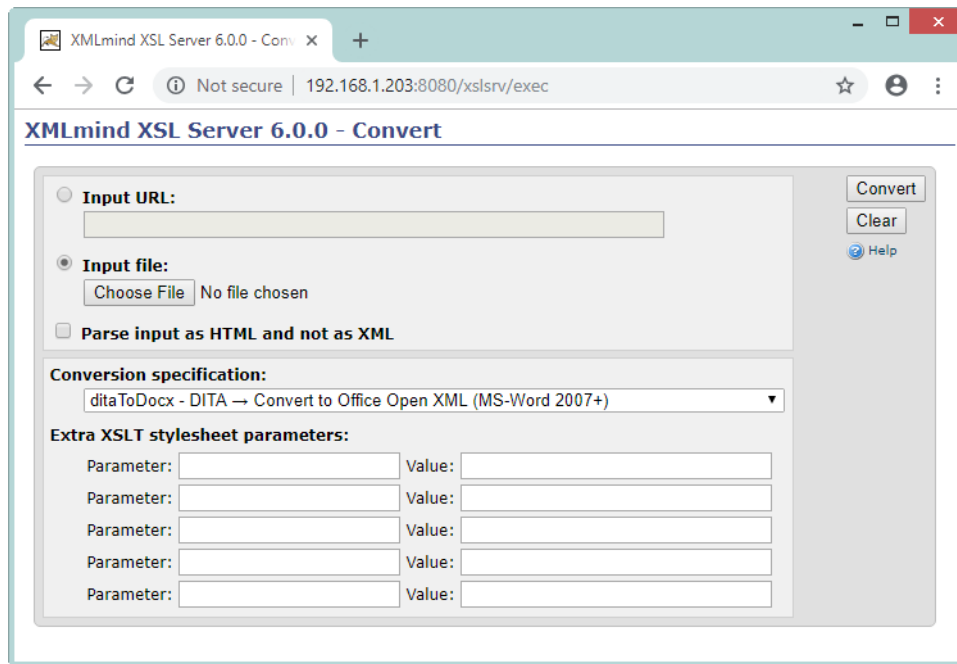 XMLmind XSL Server 6.0.0 - Conv
Not secure | 192.168.1.203:8080/xslsrv/exec
XMLmind XSL Server 6.0.0 - Convert
Input URL:
Convert
Clear
Help
Input file:
Choose File No file chosen
Parse input as HTML and not as XML
Conversion specification:
ditaToDocx - DITA → Convert to Office Open XML (MS-Word 2007+)
Extra XSLT stylesheet parameters:
Parameter: Value:
Parameter: Value:
Parameter: Value:
Parameter: Value:
Parameter: Value: